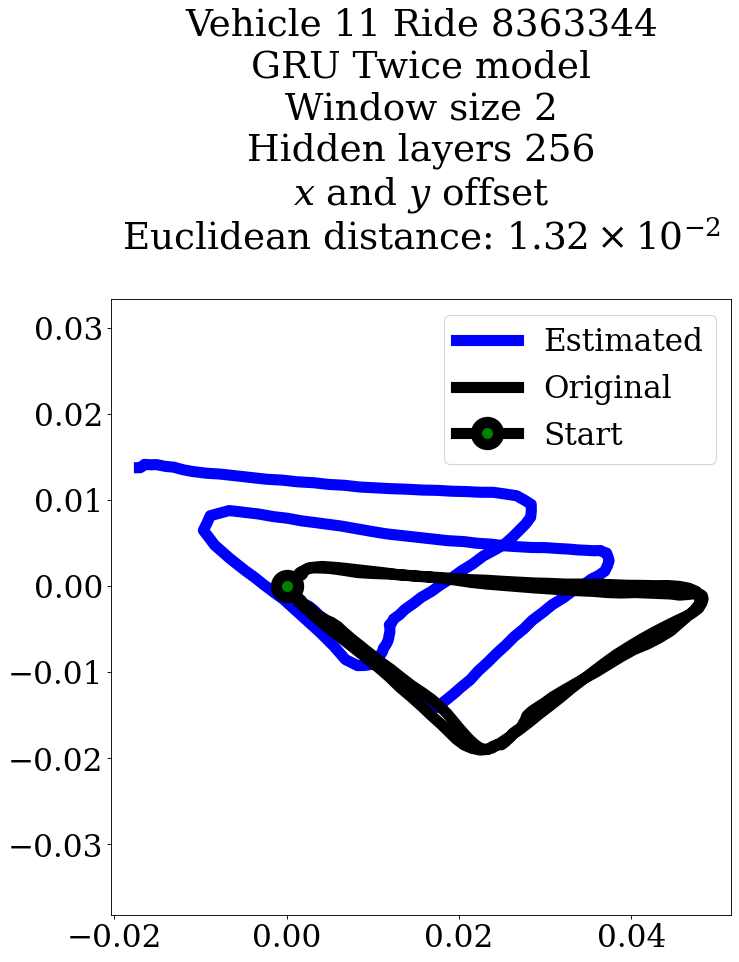 Vehicle 11 Ride 8363344
GRU Twice model
Window size 2
Hidden layers 256
x and y offset
Euclidean distance: 1.32 × 10⁻²
Estimated
Original
Start
0.03
0.02
0.01
0.00
−0.01
−0.02
−0.03
−0.02 0.00 0.02 0.04